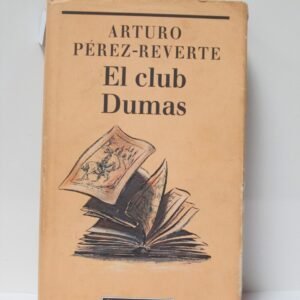 ARTURO
PÉREZ-REVERTE
El club
Dumas